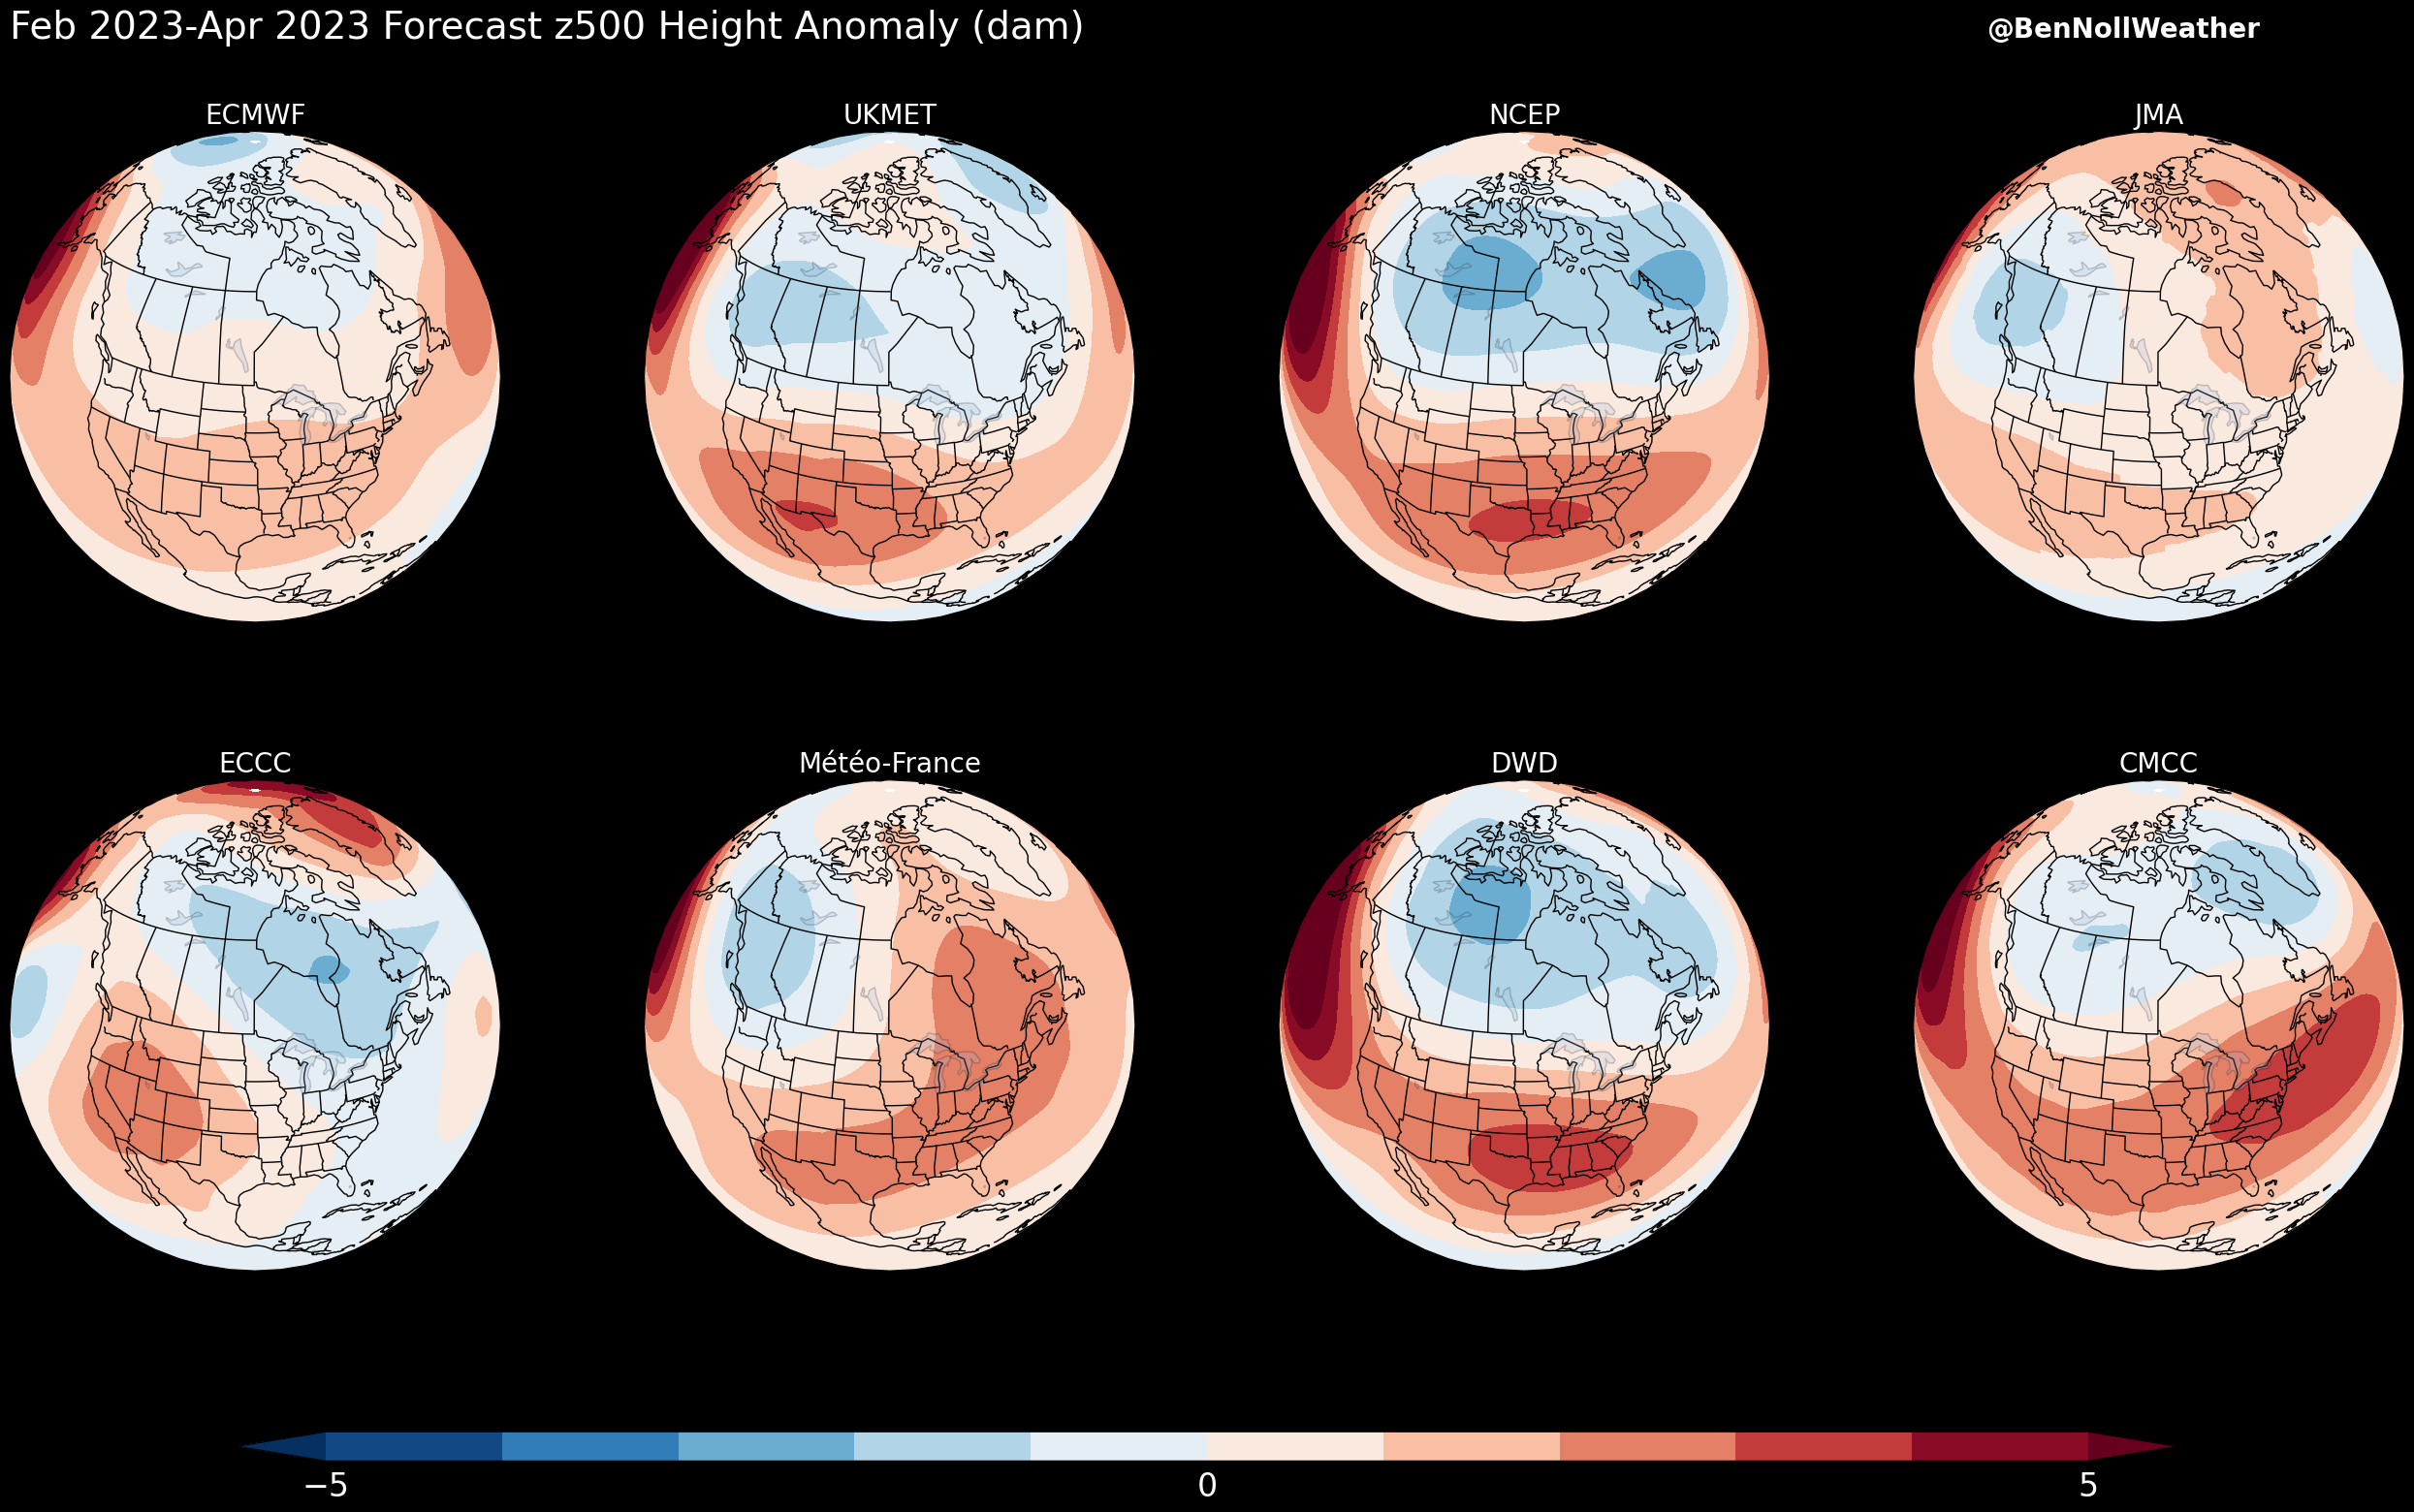 Feb 2023-Apr 2023 Forecast z500 Height Anomaly (dam)
@BenNollWeather
ECMWF
UKMET
NCEP
JMA
ECCC
Météo-France
DWD
CMCC
−5
0
5